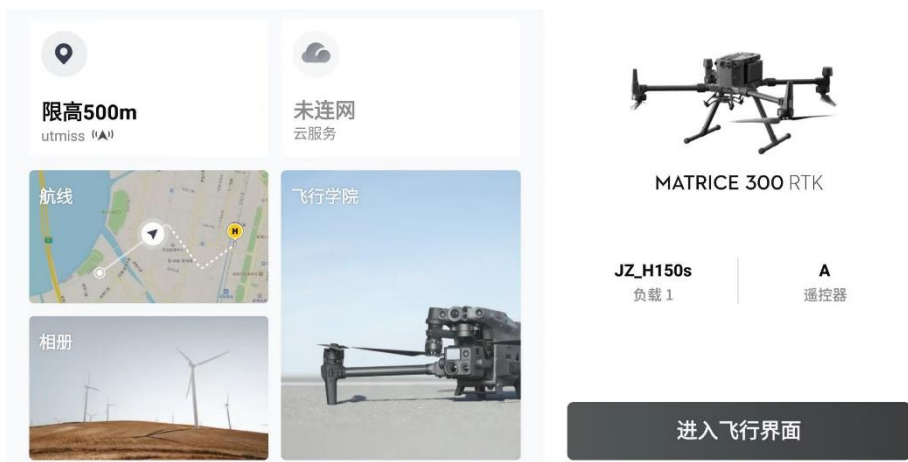 限高500m
utmiss
未连网
云服务
航线
H
飞行学院
相册
MATRICE 300 RTK
JZ_H150s
负载 1
A
遥控器
进入飞行界面